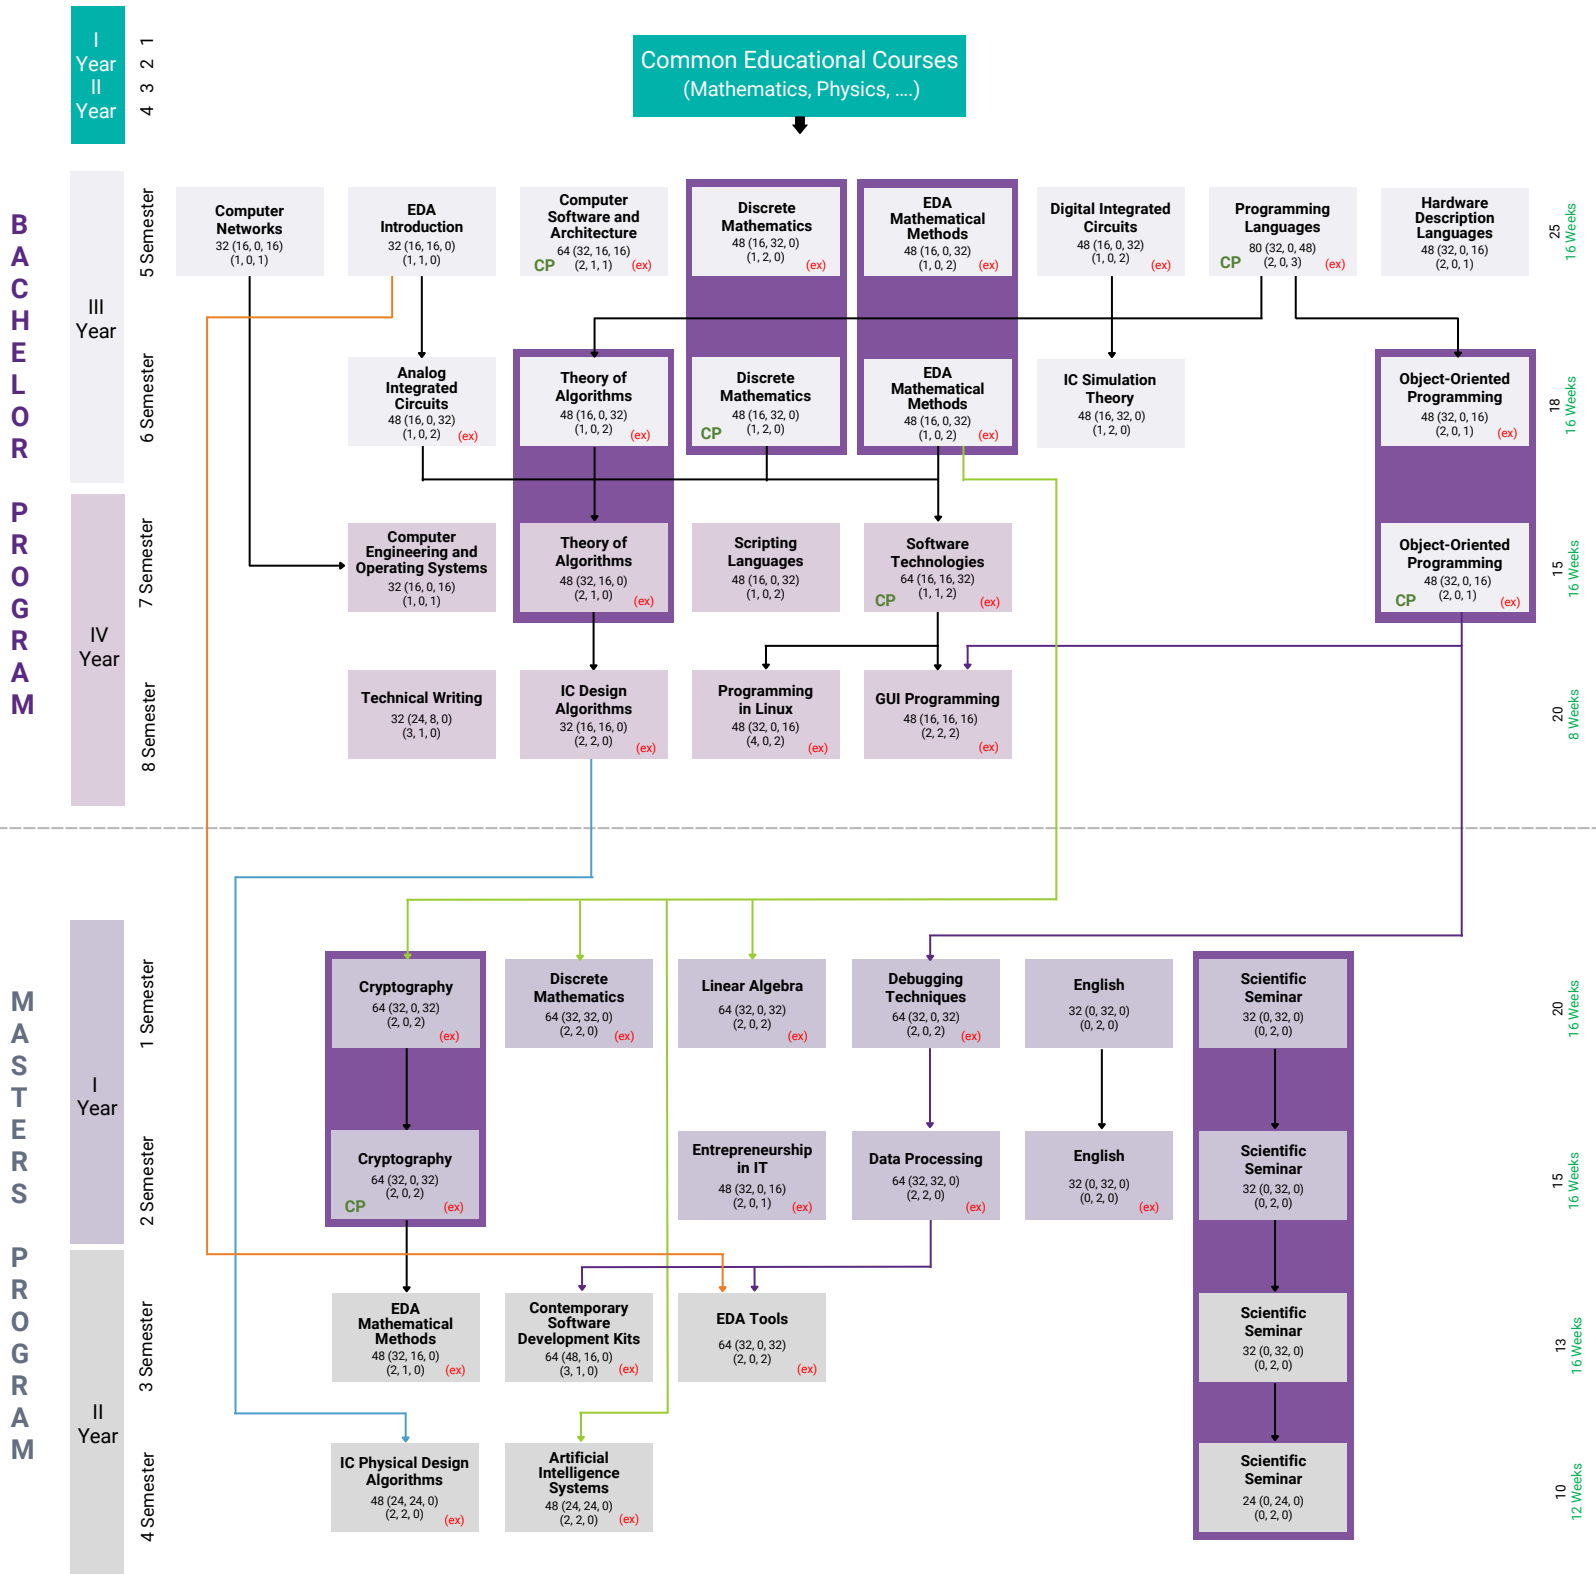 I
Year
II
Year
1
2
3
4
Common Educational Courses
(Mathematics, Physics, ....)
BACHELOR PROGRAM
III
Year
5 Semester
Computer
Networks
32 (16, 0, 16)
(1, 0, 1)
EDA
Introduction
32 (16, 16, 0)
(1, 1, 0)
Computer
Software and
Architecture
64 (32, 16, 16)
(2, 1, 1)
CP
(ex)
Discrete
Mathematics
48 (16, 32, 0)
(1, 2, 0)
(ex)
EDA
Mathematical
Methods
48 (16, 0, 32)
(1, 0, 2)
(ex)
Digital Integrated
Circuits
48 (16, 0, 32)
(1, 0, 2)
(ex)
Programming
Languages
80 (32, 0, 48)
(2, 0, 3)
CP
(ex)
Hardware
Description
Languages
48 (32, 0, 16)
(2, 0, 1)
25
16 Weeks
6 Semester
Analog
Integrated
Circuits
48 (16, 0, 32)
(1, 0, 2)
(ex)
Theory of
Algorithms
48 (16, 0, 32)
(1, 0, 2)
(ex)
Discrete
Mathematics
48 (16, 32, 0)
(1, 2, 0)
CP
EDA
Mathematical
Methods
48 (16, 0, 32)
(1, 0, 2)
(ex)
IC Simulation
Theory
48 (16, 32, 0)
(1, 2, 0)
Object-Oriented
Programming
48 (32, 0, 16)
(2, 0, 1)
(ex)
18
16 Weeks
IV
Year
7 Semester
Computer
Engineering and
Operating Systems
32 (16, 0, 16)
(1, 0, 1)
Theory of
Algorithms
48 (32, 16, 0)
(2, 1, 0)
(ex)
Scripting
Languages
48 (16, 0, 32)
(1, 0, 2)
Software
Technologies
64 (16, 16, 32)
(1, 1, 2)
CP
(ex)
Object-Oriented
Programming
48 (32, 0, 16)
(2, 0, 1)
CP
(ex)
15
16 Weeks
8 Semester
Technical Writing
32 (24, 8, 0)
(3, 1, 0)
IC Design
Algorithms
32 (16, 16, 0)
(2, 2, 0)
(ex)
Programming
in Linux
48 (32, 0, 16)
(4, 0, 2)
(ex)
GUI Programming
48 (16, 16, 16)
(2, 2, 2)
(ex)
20
8 Weeks
MASTERS PROGRAM
I
Year
1 Semester
Cryptography
64 (32, 0, 32)
(2, 0, 2)
(ex)
Discrete
Mathematics
64 (32, 32, 0)
(2, 2, 0)
(ex)
Linear Algebra
64 (32, 0, 32)
(2, 0, 2)
(ex)
Debugging
Techniques
64 (32, 0, 32)
(2, 0, 2)
(ex)
English
32 (0, 32, 0)
(0, 2, 0)
Scientific
Seminar
32 (0, 32, 0)
(0, 2, 0)
20
16 Weeks
2 Semester
Cryptography
64 (32, 0, 32)
(2, 0, 2)
CP
(ex)
Entrepreneurship
in IT
48 (32, 0, 16)
(2, 0, 1)
(ex)
Data Processing
64 (32, 32, 0)
(2, 2, 0)
(ex)
English
32 (0, 32, 0)
(0, 2, 0)
(ex)
Scientific
Seminar
32 (0, 32, 0)
(0, 2, 0)
15
16 Weeks
II
Year
3 Semester
EDA
Mathematical
Methods
48 (32, 16, 0)
(2, 1, 0)
(ex)
Contemporary
Software
Development Kits
64 (48, 16, 0)
(3, 1, 0)
(ex)
EDA Tools
64 (32, 0, 32)
(2, 0, 2)
(ex)
Scientific
Seminar
32 (0, 32, 0)
(0, 2, 0)
13
16 Weeks
4 Semester
IC Physical Design
Algorithms
48 (24, 24, 0)
(2, 2, 0)
(ex)
Artificial
Intelligence
Systems
48 (24, 24, 0)
(2, 2, 0)
(ex)
Scientific
Seminar
24 (0, 24, 0)
(0, 2, 0)
10
12 Weeks